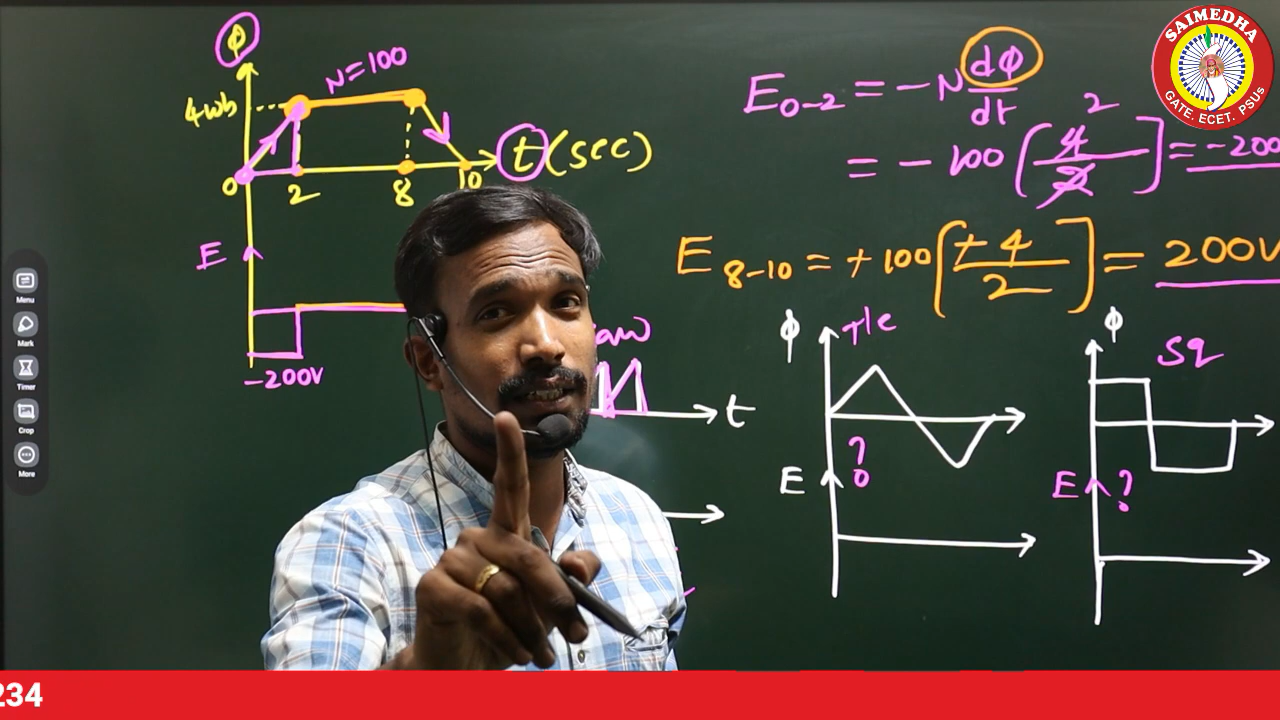 φ
N=100
4wb
t(sec)
0
2
8
10
E
-200V
E0-2 = -N dφ/dt
2
= -100 [4/2] = -200
E8-10 = +100 [+4/2] = 200V
φ
+le
E
?
t
φ
sq
E
?
SAIMEDHA
GATE. ECET. PSUs
Menu
Mark
Timer
Crop
More
234